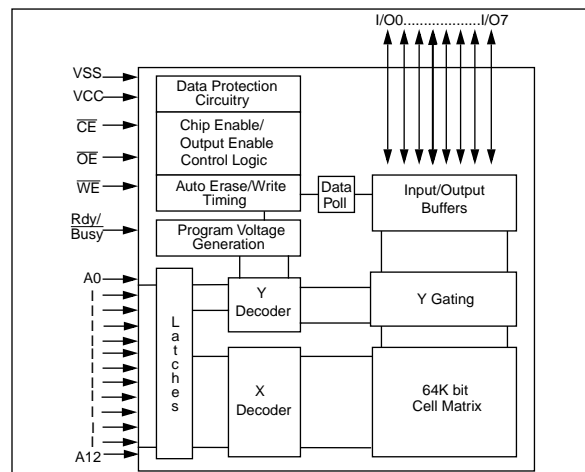 I/O0...................I/O7
VSS
VCC
CE
OE
WE
Rdy/
Busy
A0
A12
Data Protection
Circuitry
Chip Enable/
Output Enable
Control Logic
Auto Erase/Write
Timing
Data
Poll
Input/Output
Buffers
Program Voltage
Generation
Latches
Y
Decoder
Y Gating
X
Decoder
64K bit
Cell Matrix